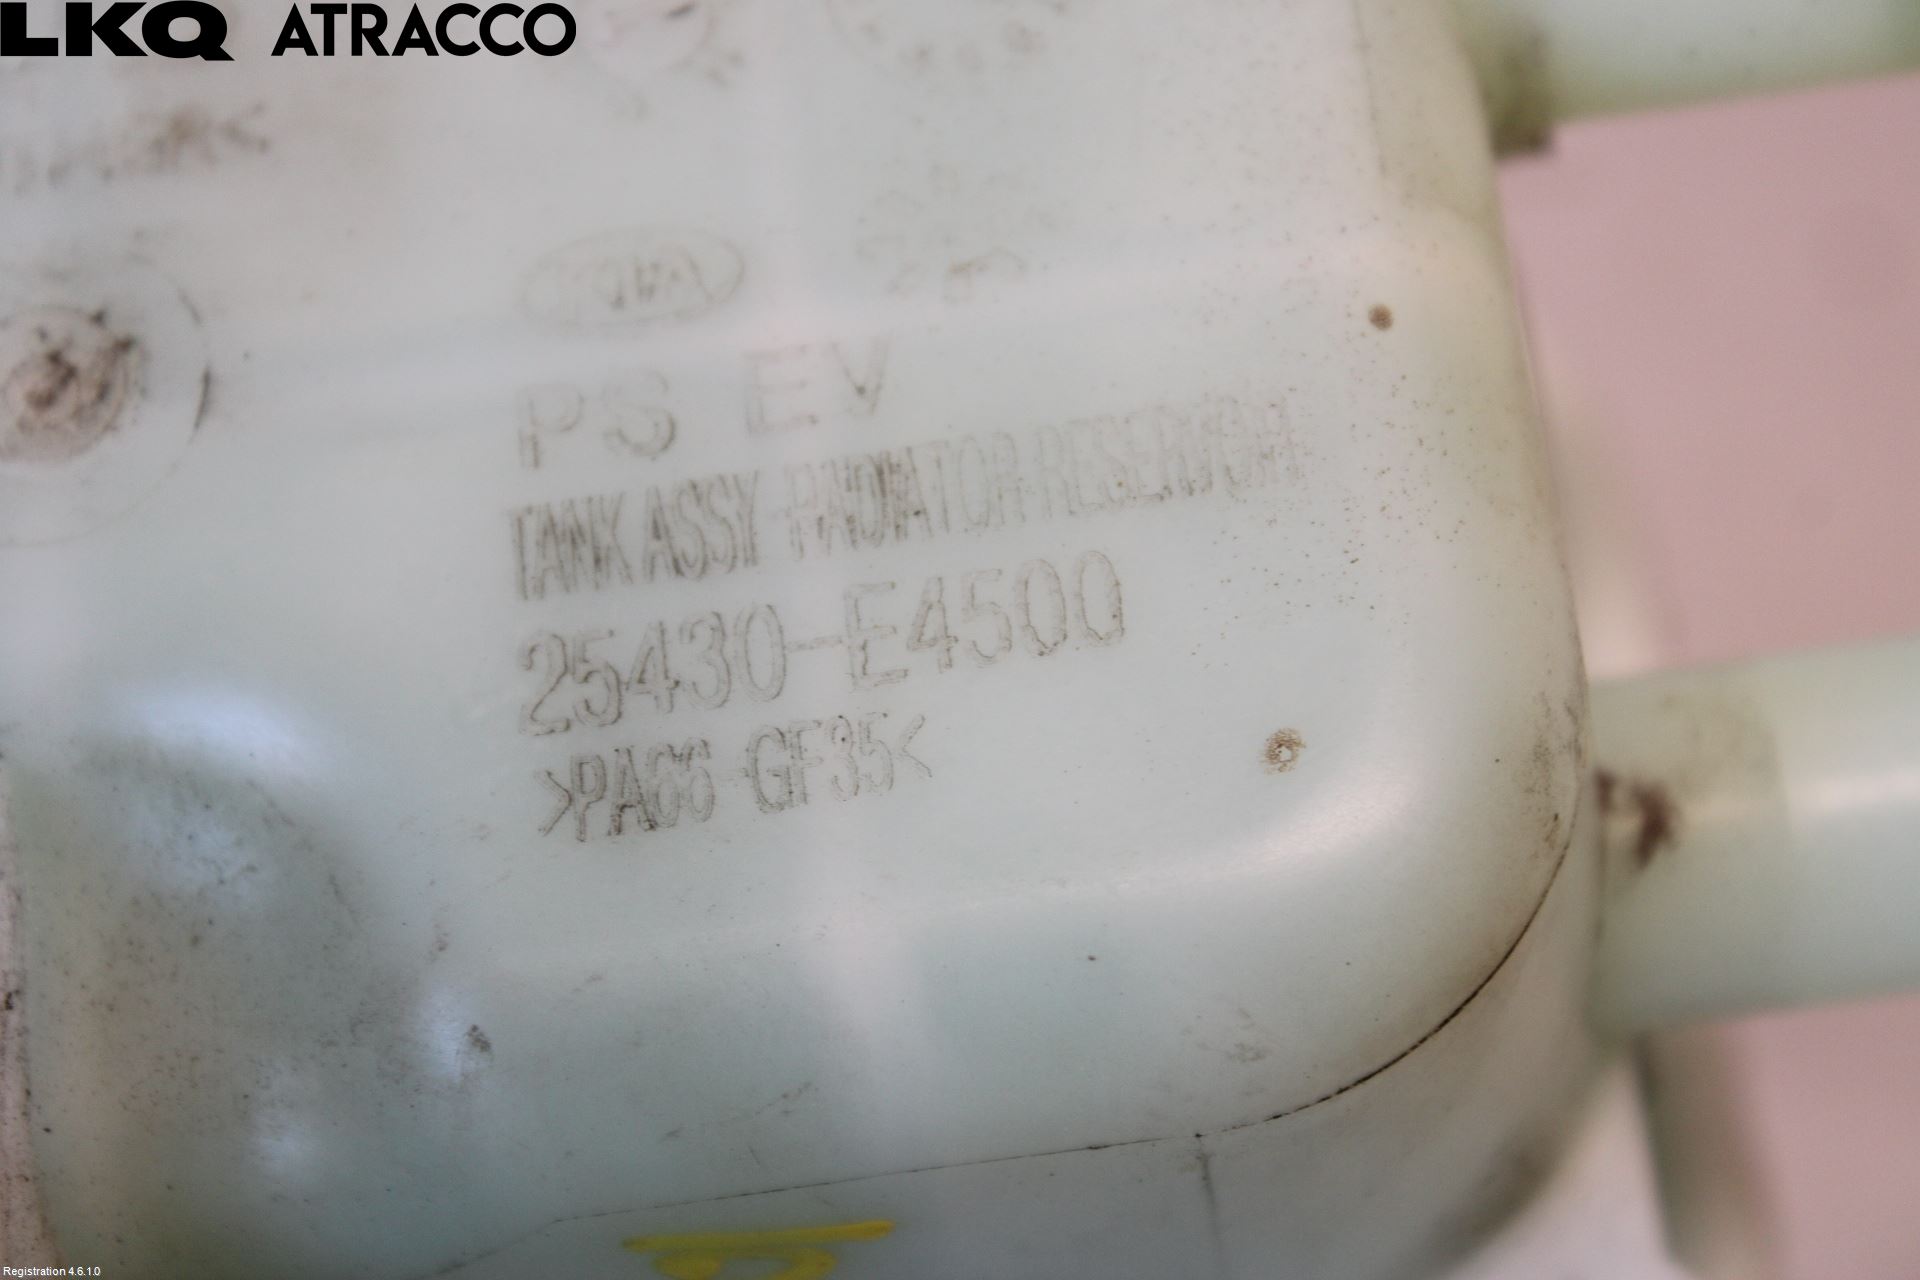 LKQ ATRACCO
PS EV
TANK ASSY-RADIATOR RESERVOIR
25430-E4500
>PA66-GF35<
Registration 4.6.1.0